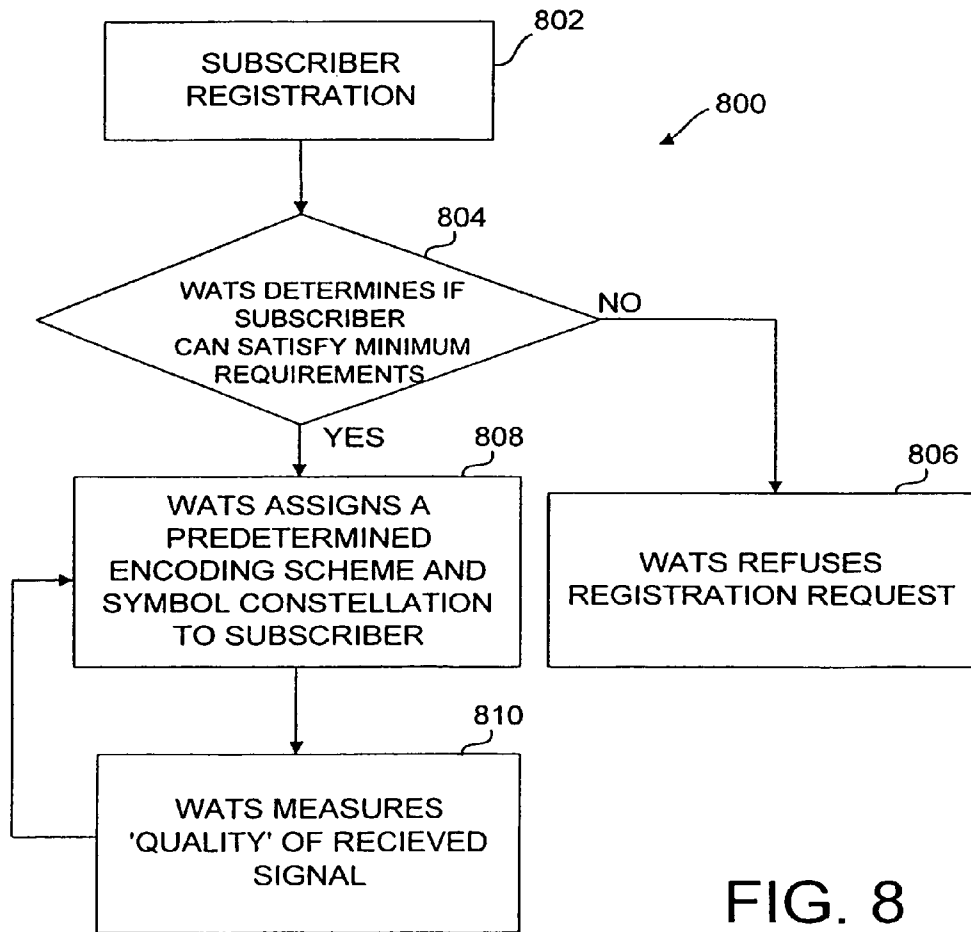 802
SUBSCRIBER
REGISTRATION
800
804
WATS DETERMINES IF
SUBSCRIBER
CAN SATISFY MINIMUM
REQUIREMENTS
NO
YES
808
806
WATS ASSIGNS A
PREDETERMINED
ENCODING SCHEME AND
SYMBOL CONSTELLATION
TO SUBSCRIBER
WATS REFUSES
REGISTRATION REQUEST
810
WATS MEASURES
'QUALITY' OF RECIEVED
SIGNAL
FIG. 8